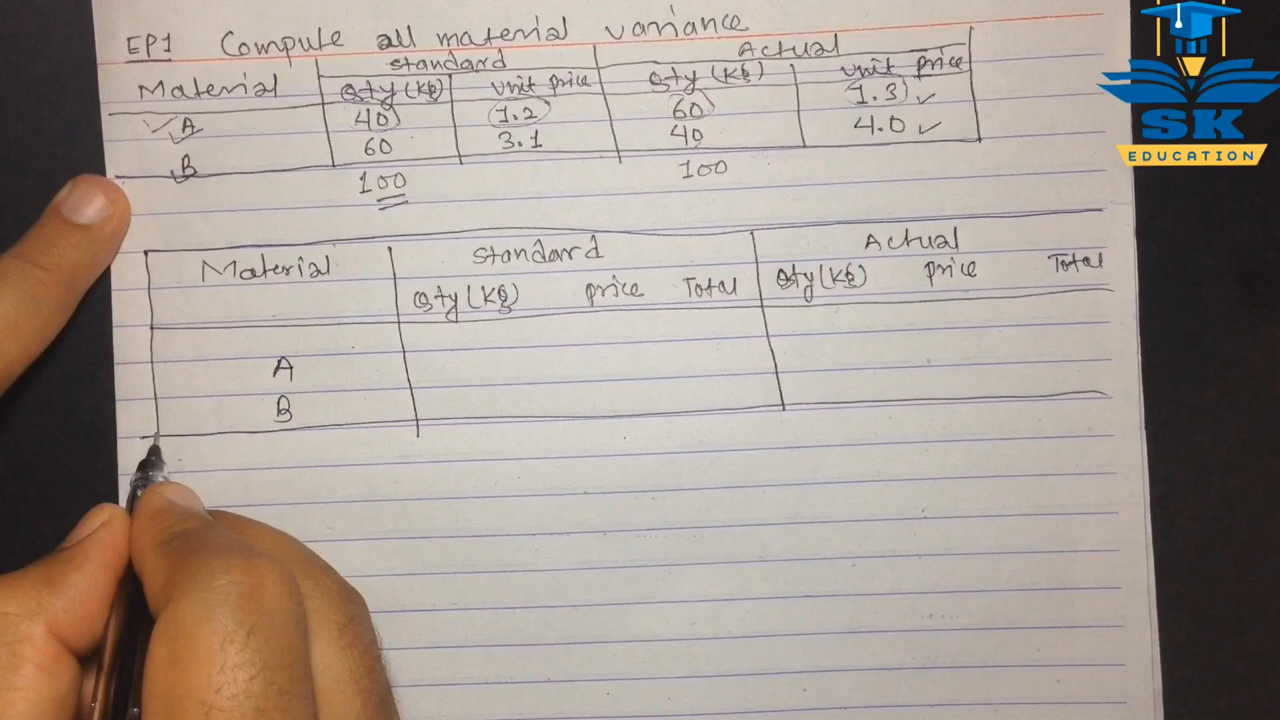 EP1 Compute all material variance
Standard Actual
Material Qty (Kg) Unit price Qty (Kg) Unit price
A 40 1.2 60 1.3
B 60 3.1 40 4.0
100 100
Material Standard Actual
Qty (Kg) Price Total Qty (Kg) Price Total
A
B
SK
EDUCATION